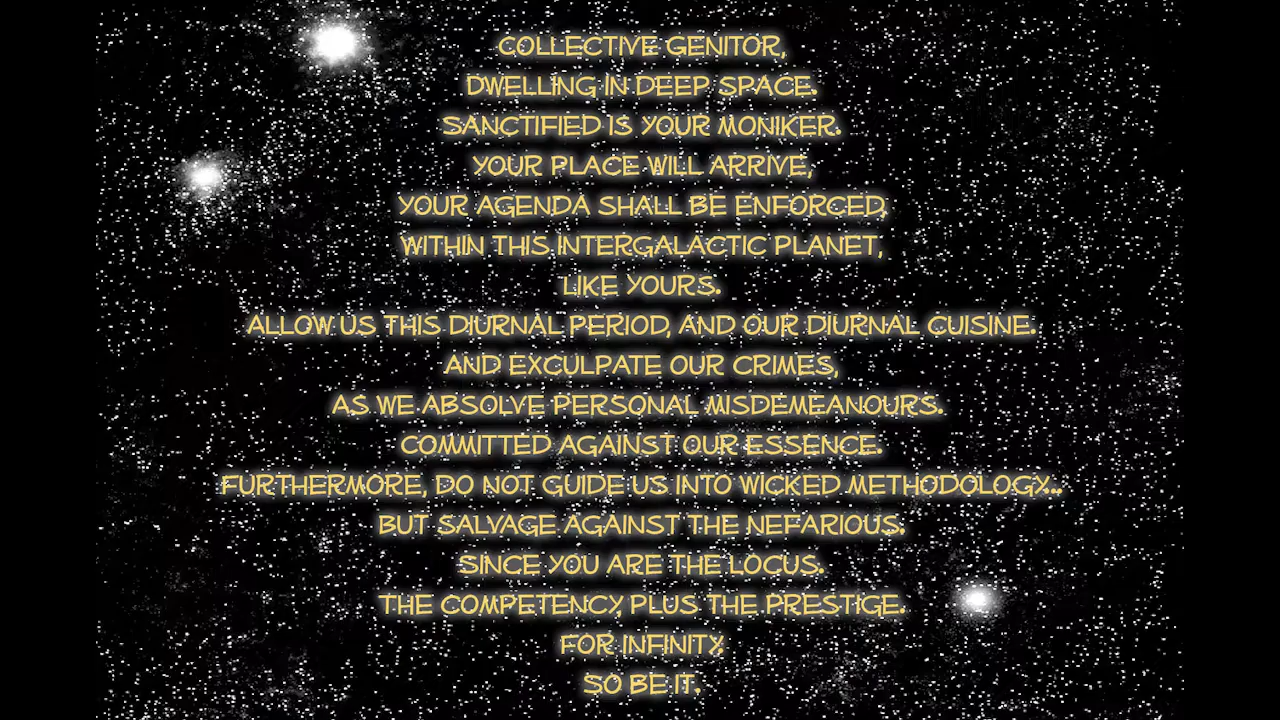 COLLECTIVE GENITOR,
DWELLING IN DEEP SPACE.
SANCTIFIED IS YOUR MONIKER.
YOUR PLACE WILL ARRIVE,
YOUR AGENDA SHALL BE ENFORCED,
WITHIN THIS INTERGALACTIC PLANET,
LIKE YOURS.
ALLOW US THIS DIURNAL PERIOD, AND OUR DIURNAL CUISINE.
AND EXCULPATE OUR CRIMES,
AS WE ABSOLVE PERSONAL MISDEMEANOURS.
COMMITTED AGAINST OUR ESSENCE.
FURTHERMORE, DO NOT GUIDE US INTO WICKED METHODOLOGY..
BUT SALVAGE AGAINST THE NEFARIOUS.
SINCE YOU ARE THE LOCUS.
THE COMPETENCY, PLUS THE PRESTIGE.
FOR INFINITY.
SO BE IT.